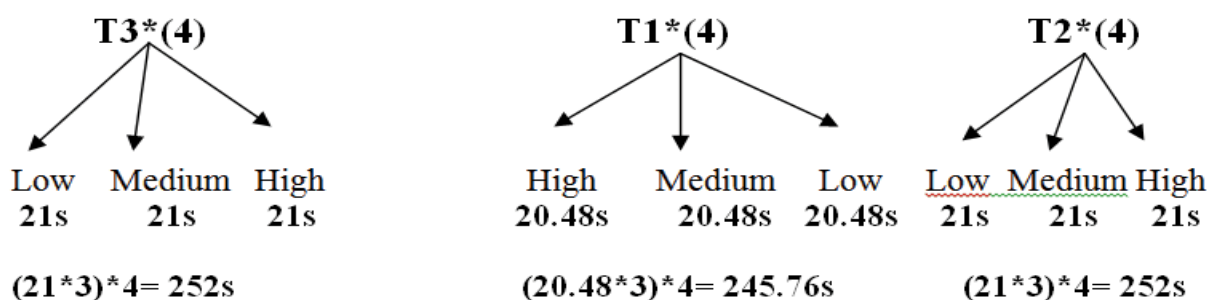 T3*(4) T1*(4) T2*(4)
Low Medium High High Medium Low Low Medium High
21s 21s 21s 20.48s 20.48s 20.48s 21s 21s 21s
(21*3)*4= 252s (20.48*3)*4= 245.76s (21*3)*4= 252s